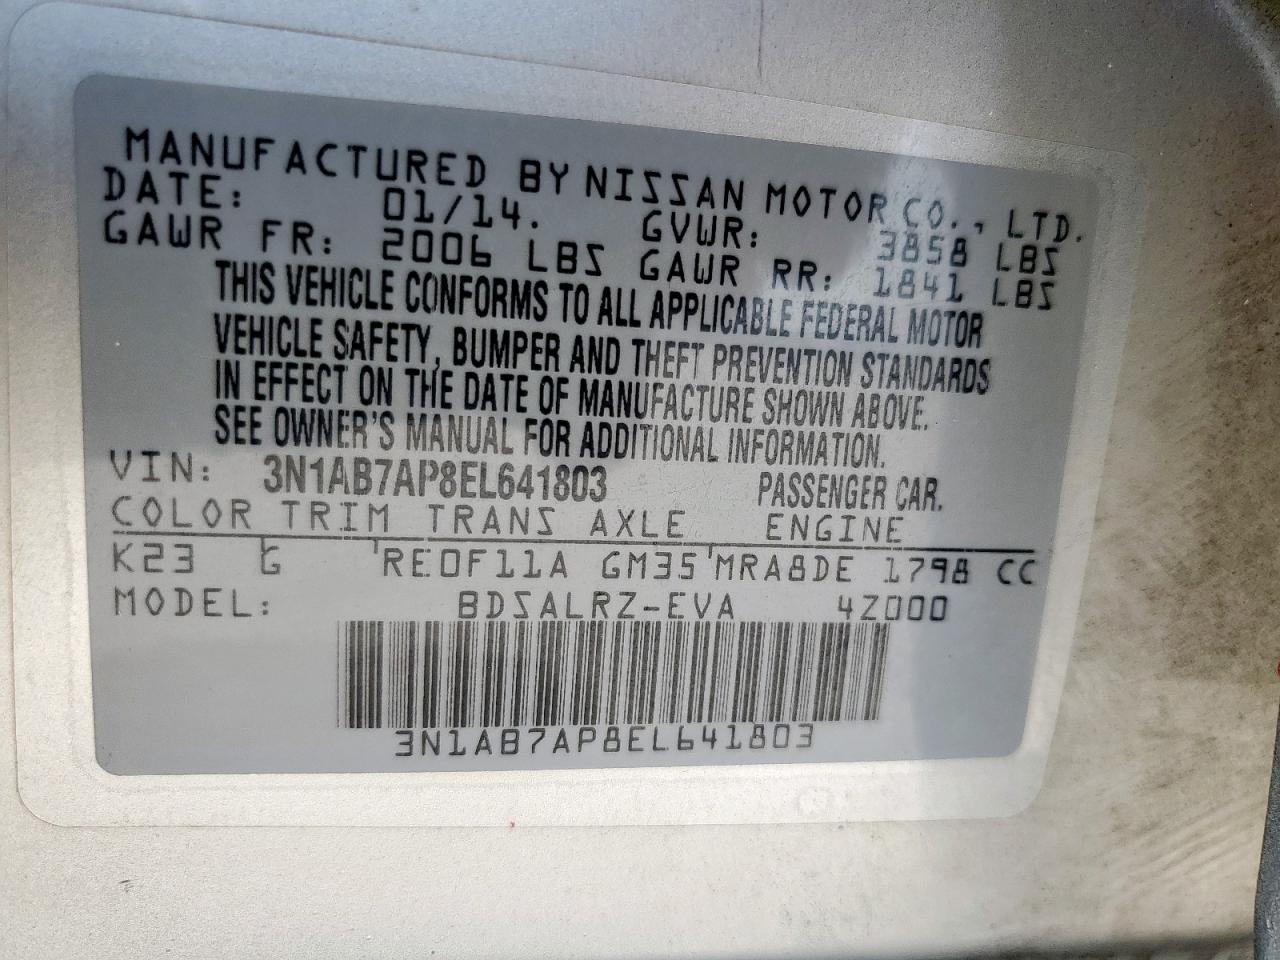 MANUFACTURED BY NISSAN MOTOR CO., LTD.
DATE: 01/14. GVWR: 3858 LBS
GAWR FR: 2006 LBS GAWR RR: 1841 LBS
THIS VEHICLE CONFORMS TO ALL APPLICABLE FEDERAL MOTOR
VEHICLE SAFETY, BUMPER AND THEFT PREVENTION STANDARDS
IN EFFECT ON THE DATE OF MANUFACTURE SHOWN ABOVE.
SEE OWNER'S MANUAL FOR ADDITIONAL INFORMATION.
VIN: 3N1AB7AP8EL641803 PASSENGER CAR.
COLOR TRIM TRANS AXLE ENGINE
K23 G RE0F11A GM35 MRA8DE 1798 CC
MODEL: BDSALRZ-EVA 4Z000
3N1AB7AP8EL641803